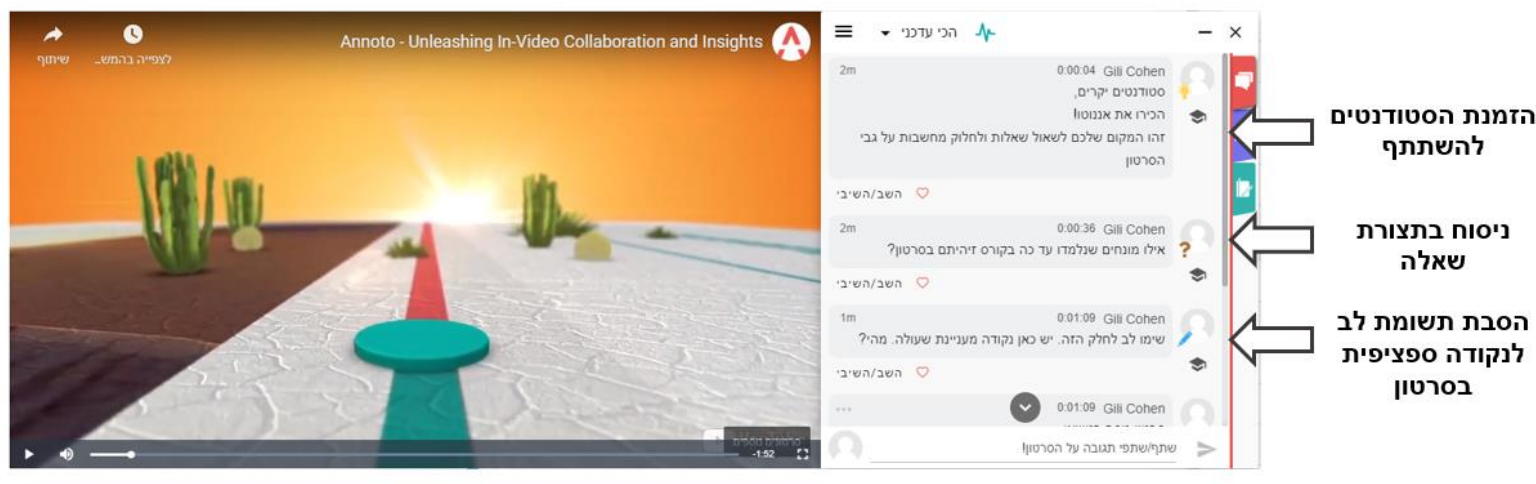 Annoto - Unleashing In-Video Collaboration and Insights
לצפייה בהמש...
שיתוף
סרטונים נוספים
-1:52
הכי עדכני
Gili Cohen 0:00:04 2m
סטודנטים יקרים,
הכירו את אננוטו!
זהו המקום שלכם לשאול שאלות ולחלוק מחשבות על גבי
הסרטון
השב/השיבי
Gili Cohen 0:00:36 2m
אילו מונחים שנלמדו עד כה בקורס זיהיתם בסרטון?
השב/השיבי
Gili Cohen 0:01:09 1m
שימו לב לחלק הזה. יש כאן נקודה מעניינת שעולה. מהי?
השב/השיבי
Gili Cohen 0:01:09
שתף/שתפי תגובה על הסרטון!
הזמנת הסטודנטים
להשתתף
ניסוח בתצורת
שאלה
הסבת תשומת לב
לנקודה ספציפית
בסרטון